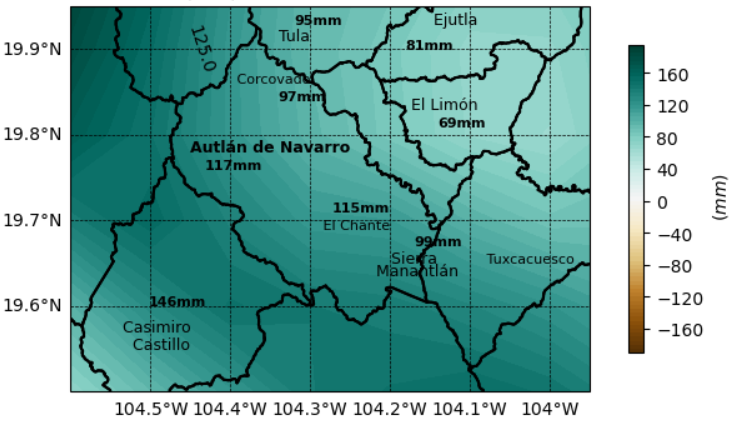 95mm
Ejutla
Tula
81mm
19.9°N
125.0
Corcovado
97mm
El Limón
69mm
19.8°N
Autlán de Navarro
117mm
115mm
El Chante
19.7°N
99mm
Sierra
Manantlán
Tuxcacuesco
146mm
19.6°N
Casimiro
Castillo
104.5°W 104.4°W 104.3°W 104.2°W 104.1°W 104°W
160
120
80
40
0
−40
−80
−120
−160
(mm)